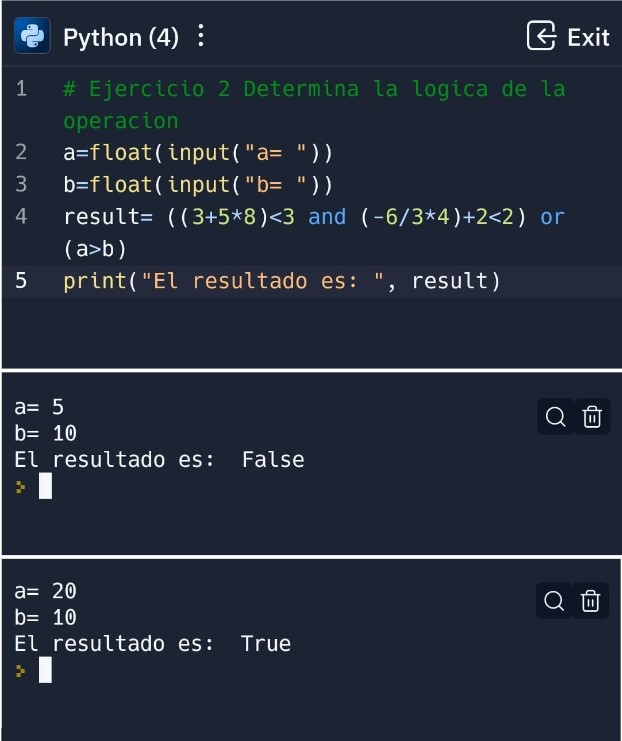 Python (4)
Exit
1 # Ejercicio 2 Determina la logica de la
operacion
2 a=float(input("a= "))
3 b=float(input("b= "))
4 result= ((3+5*8)<3 and (-6/3*4)+2<2) or
(a>b)
5 print("El resultado es: ", result)
a= 5
b= 10
El resultado es:  False
a= 20
b= 10
El resultado es:  True